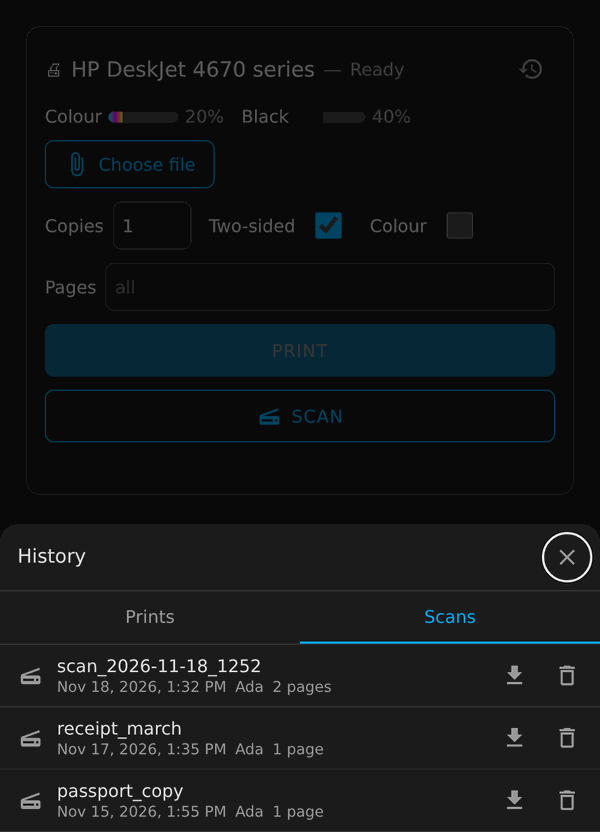 HP DeskJet 4670 series — Ready
Colour 20% Black 40%
Choose file
Copies 1 Two-sided Colour
Pages all
PRINT
SCAN
History
Prints Scans
scan_2026-11-18_1252
Nov 18, 2026, 1:32 PM Ada 2 pages
receipt_march
Nov 17, 2026, 1:35 PM Ada 1 page
passport_copy
Nov 15, 2026, 1:55 PM Ada 1 page